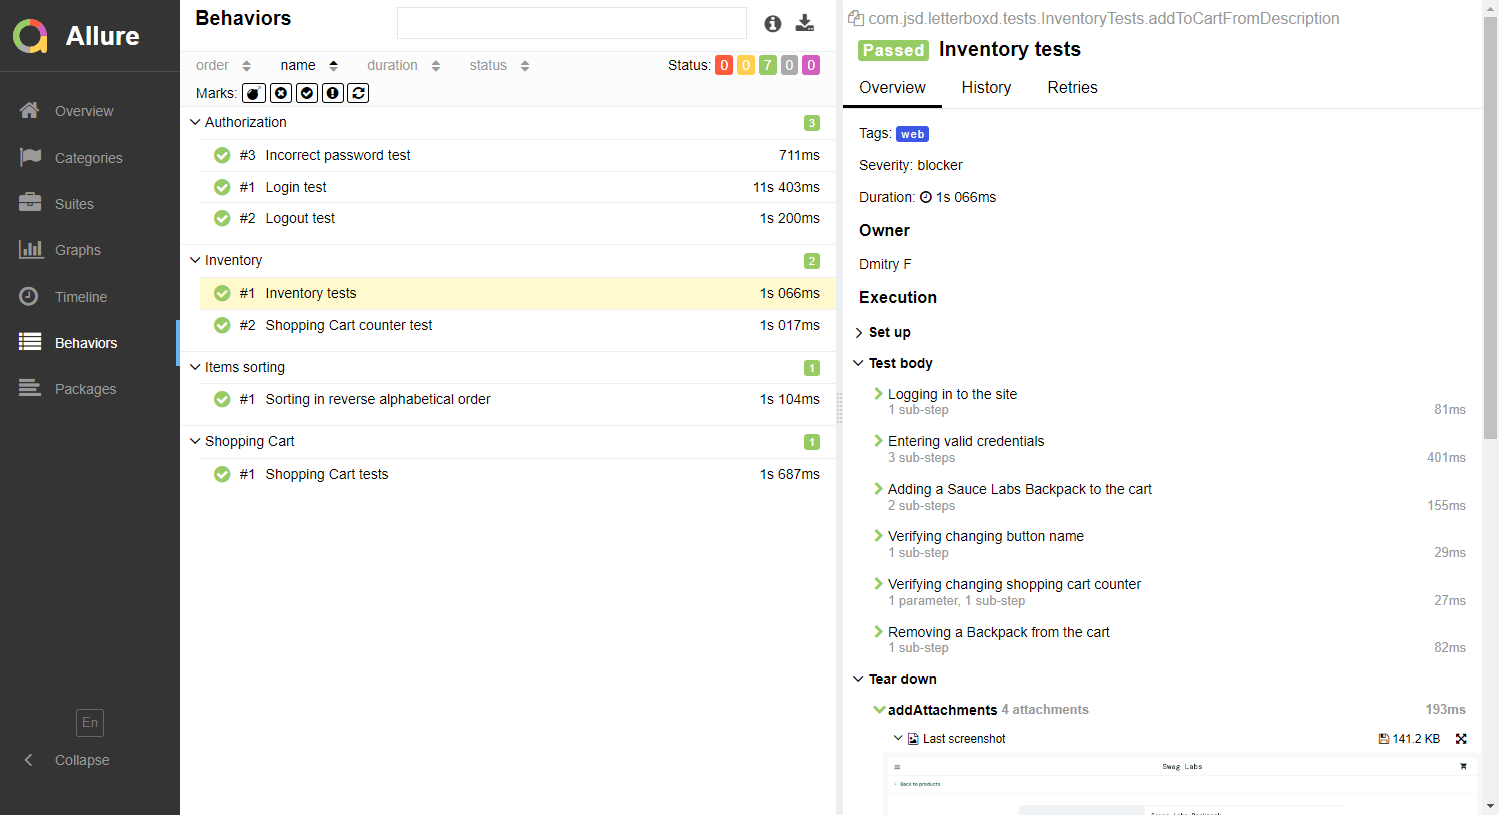 Allure
Overview
Categories
Suites
Graphs
Timeline
Behaviors
Packages
En
Collapse
Behaviors
order name duration status Status: 0 0 7 0 0
Marks:
Authorization 3
#3 Incorrect password test 711ms
#1 Login test 11s 403ms
#2 Logout test 1s 200ms
Inventory 2
#1 Inventory tests 1s 066ms
#2 Shopping Cart counter test 1s 017ms
Items sorting 1
#1 Sorting in reverse alphabetical order 1s 104ms
Shopping Cart 1
#1 Shopping Cart tests 1s 687ms
com.jsd.letterboxd.tests.InventoryTests.addToCartFromDescription
Passed Inventory tests
Overview History Retries
Tags: web
Severity: blocker
Duration: 1s 066ms
Owner
Dmitry F
Execution
Set up
Test body
Logging in to the site
1 sub-step 81ms
Entering valid credentials
3 sub-steps 401ms
Adding a Sauce Labs Backpack to the cart
2 sub-steps 155ms
Verifying changing button name
1 sub-step 29ms
Verifying changing shopping cart counter
1 parameter, 1 sub-step 27ms
Removing a Backpack from the cart
1 sub-step 82ms
Tear down
addAttachments 4 attachments 193ms
Last screenshot 141.2 KB
Swag Labs
Back to products
Sauce Labs Backpack